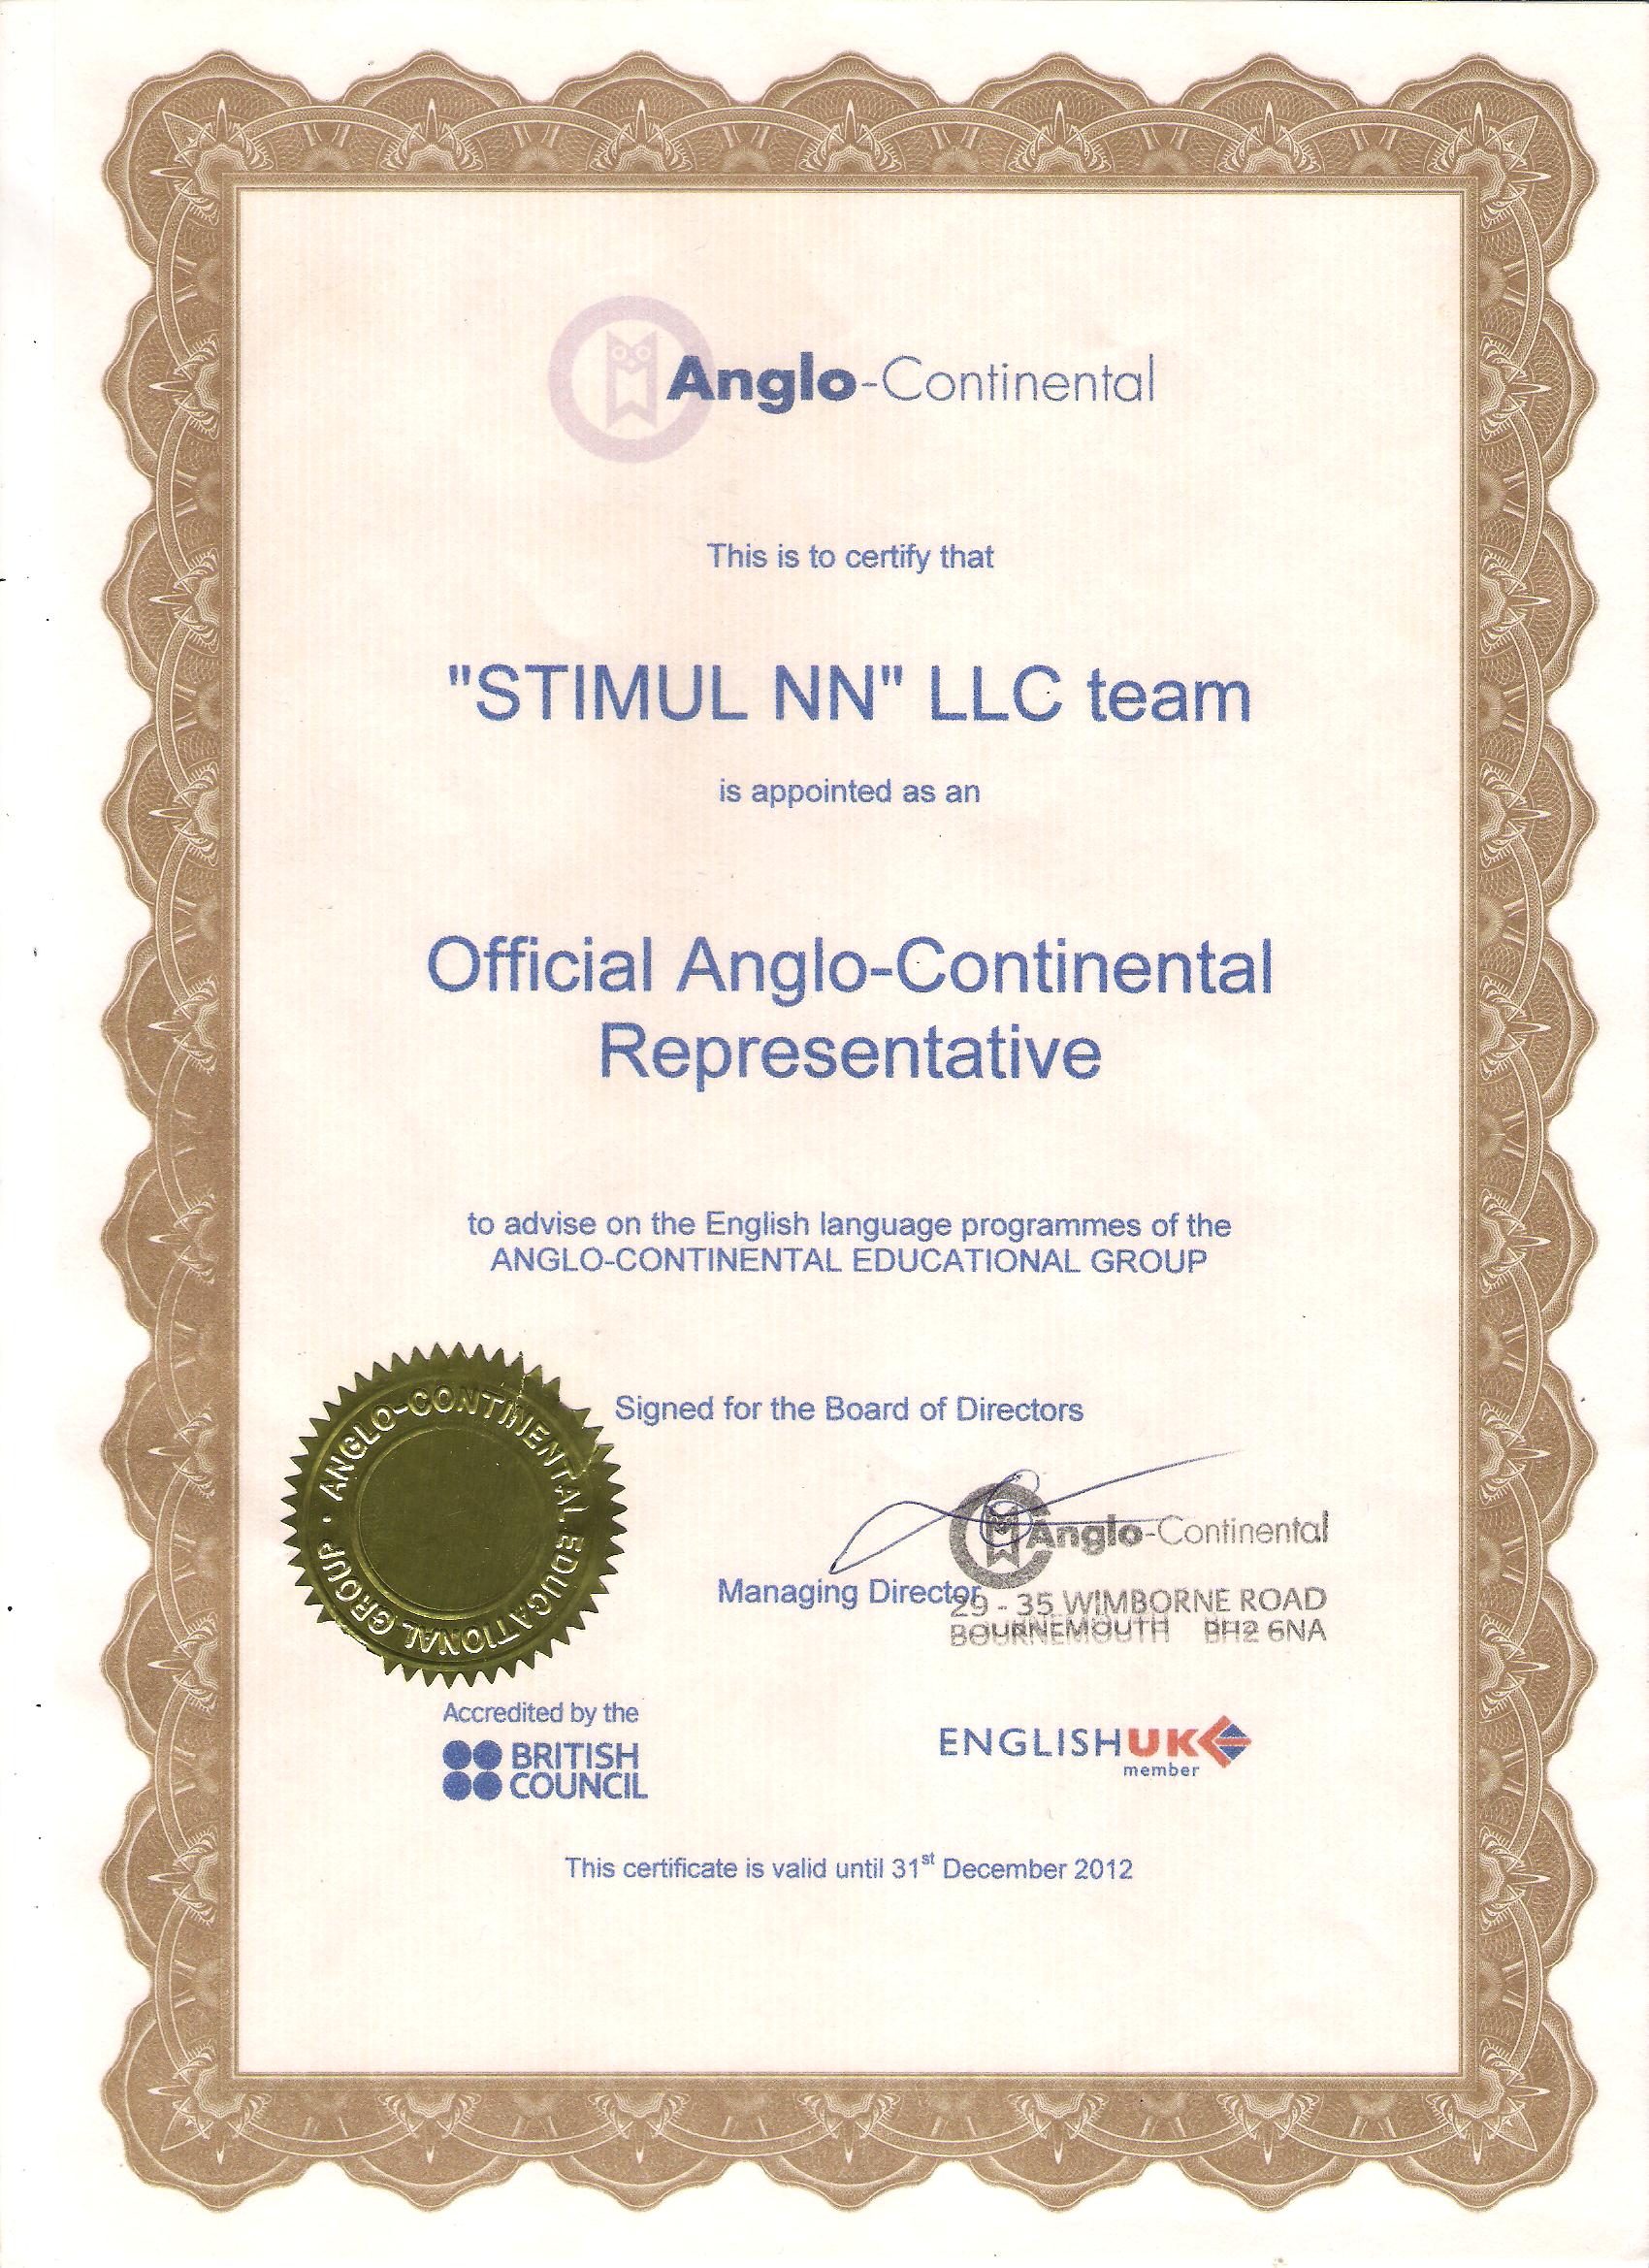 Anglo-Continental
This is to certify that
"STIMUL NN" LLC team
is appointed as an
Official Anglo-Continental
Representative
to advise on the English language programmes of the
ANGLO-CONTINENTAL EDUCATIONAL GROUP
Signed for the Board of Directors
ANGLO-CONTINENTAL EDUCATIONAL GROUP ·
Anglo-Continental
Managing Director
29 - 35 WIMBORNE ROAD
BOURNEMOUTH BH2 6NA
Accredited by the
BRITISH
COUNCIL
ENGLISHUK
member
This certificate is valid until 31st December 2012